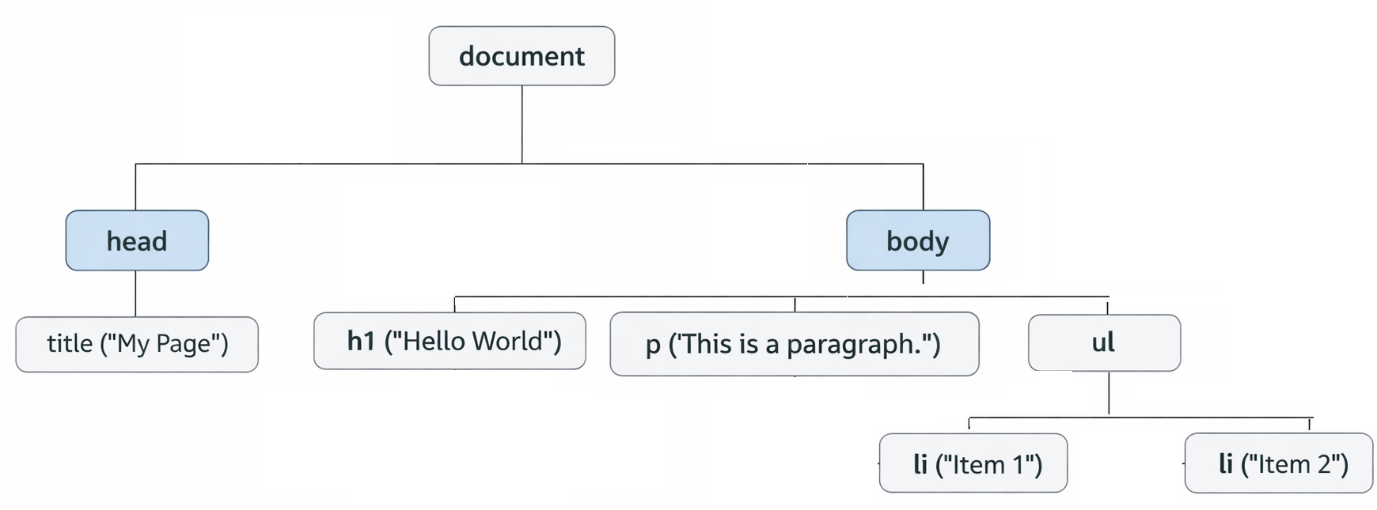 document
head
body
title ("My Page")
h1 ("Hello World")
p ('This is a paragraph.")
ul
li ("Item 1")
li ("Item 2")